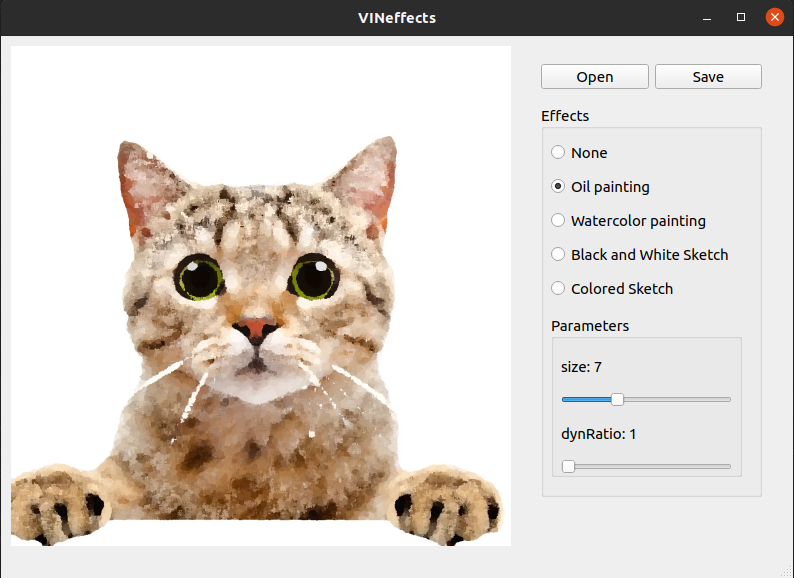 VINeffects
Open
Save
Effects
None
Oil painting
Watercolor painting
Black and White Sketch
Colored Sketch
Parameters
size: 7
dynRatio: 1